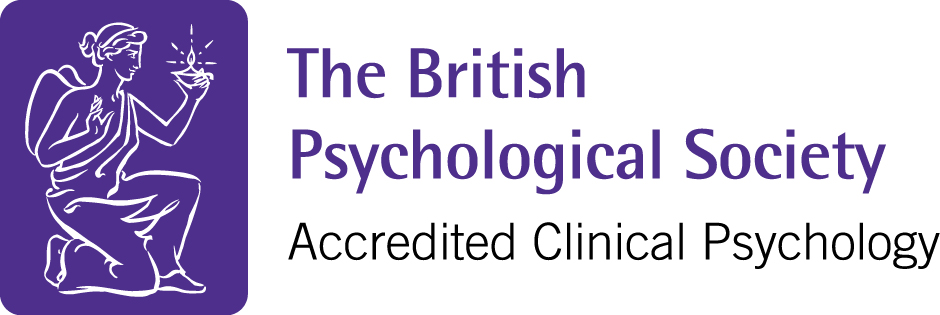 The British
Psychological Society
Accredited Clinical Psychology